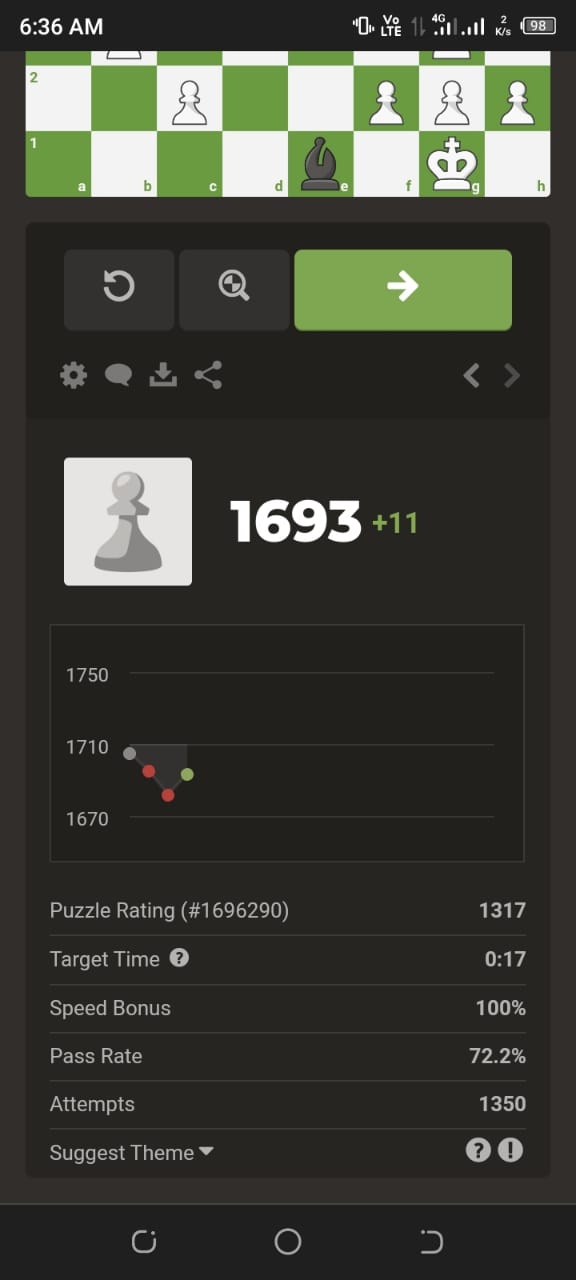 6:36 AM Vo LTE 4G 2 K/s 98
2
1
a b c d e f g h
1693 +11
1750
1710
1670
Puzzle Rating (#1696290) 1317
Target Time ? 0:17
Speed Bonus 100%
Pass Rate 72.2%
Attempts 1350
Suggest Theme ? !